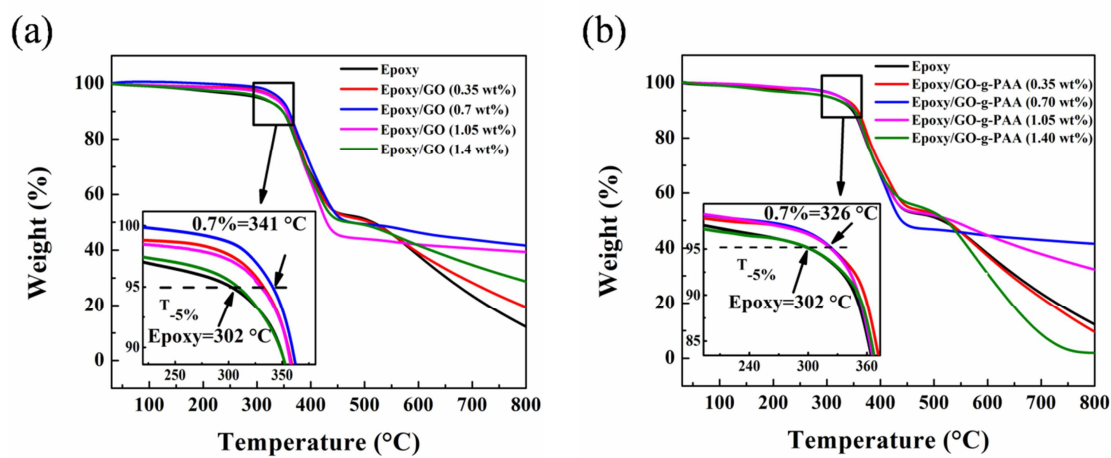 (a)
Weight (%)
100
80
60
40
20
0
Epoxy
Epoxy/GO (0.35 wt%)
Epoxy/GO (0.7 wt%)
Epoxy/GO (1.05 wt%)
Epoxy/GO (1.4 wt%)
100
95
90
0.7%=341 °C
T-5%
Epoxy=302 °C
250 300 350
100 200 300 400 500 600 700 800
Temperature (°C)
(b)
Weight (%)
100
80
60
40
20
0
Epoxy
Epoxy/GO-g-PAA (0.35 wt%)
Epoxy/GO-g-PAA (0.70 wt%)
Epoxy/GO-g-PAA (1.05 wt%)
Epoxy/GO-g-PAA (1.40 wt%)
95
90
85
0.7%=326 °C
T-5%
Epoxy=302 °C
240 300 360
100 200 300 400 500 600 700 800
Temperature (°C)